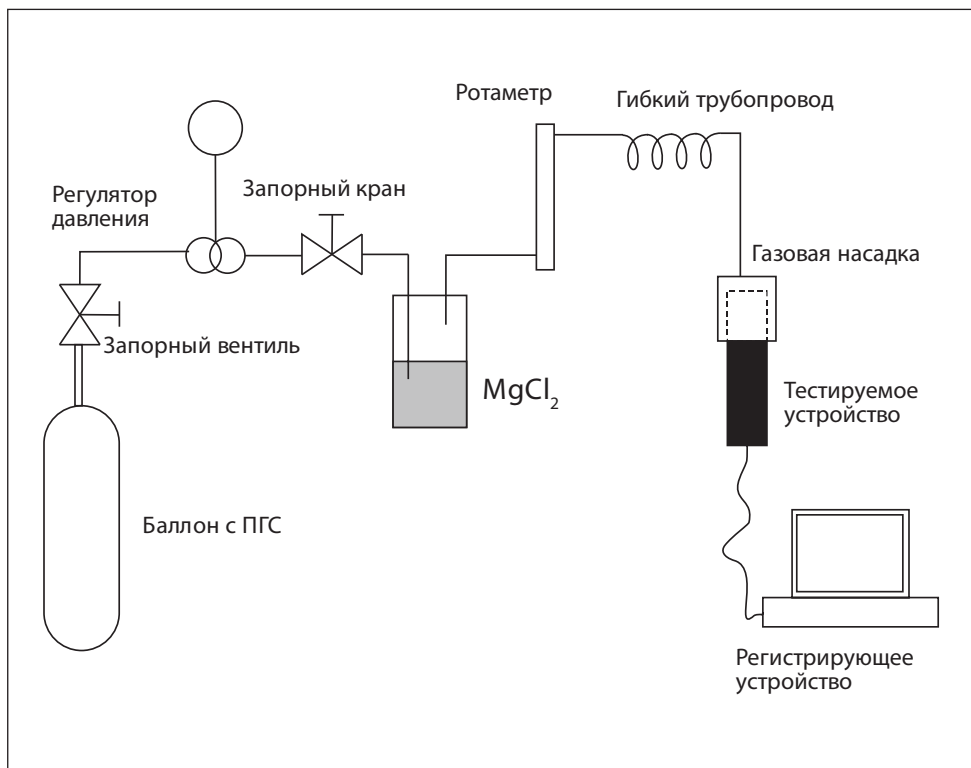 Ротаметр
Гибкий трубопровод
Регулятор
давления
Запорный кран
Газовая насадка
Запорный вентиль
MgCl₂
Тестируемое
устройство
Баллон с ПГС
Регистрирующее
устройство